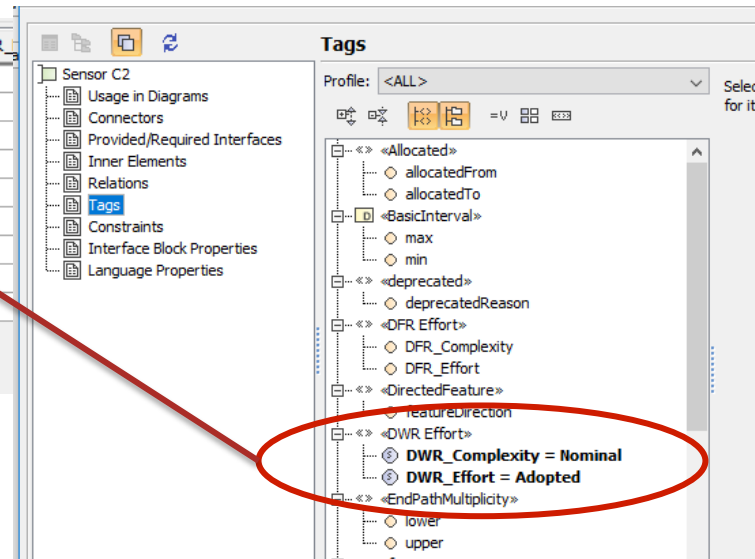 Tags
Sensor C2
Usage in Diagrams
Connectors
Provided/Required Interfaces
Inner Elements
Relations
Tags
Constraints
Interface Block Properties
Language Properties
Profile: <ALL>
=V
«Allocated»
allocatedFrom
allocatedTo
D «BasicInterval»
max
min
«deprecated»
deprecatedReason
«DFR Effort»
DFR_Complexity
DFR_Effort
«DirectedFeature»
featureDirection
«DWR Effort»
S DWR_Complexity = Nominal
S DWR_Effort = Adopted
«EndPathMultiplicity»
lower
upper
for it